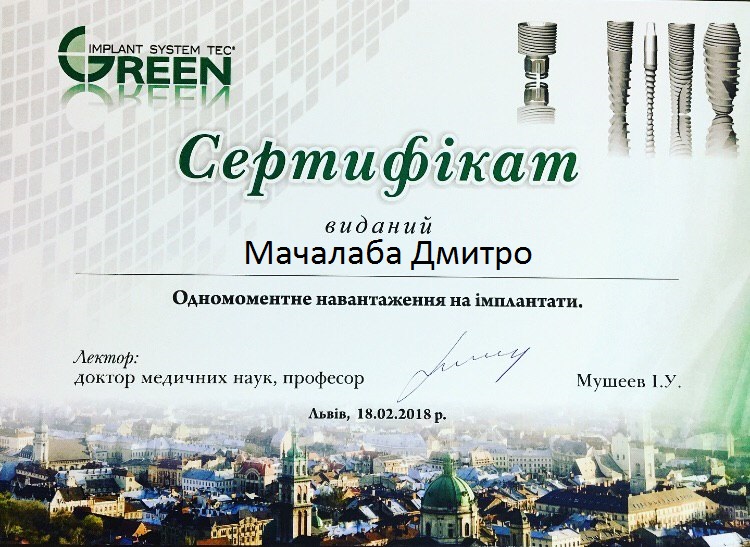 IMPLANT SYSTEM TEC®
GREEN
Сертифікат
виданий
Мачалаба Дмитро
Одномоментне навантаження на імплантати.
Лектор:
доктор медичних наук, професор
Мушеев І.У.
Львів, 18.02.2018 р.